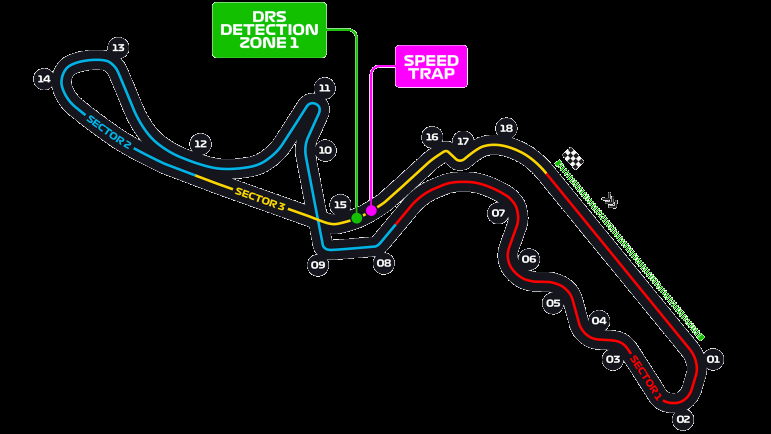 DRS
DETECTION
ZONE 1
SPEED
TRAP
13
14
11
SECTOR 2
12
10
16
17
18
SECTOR 3
15
07
09
08
06
05
04
03
01
SECTOR 1
02